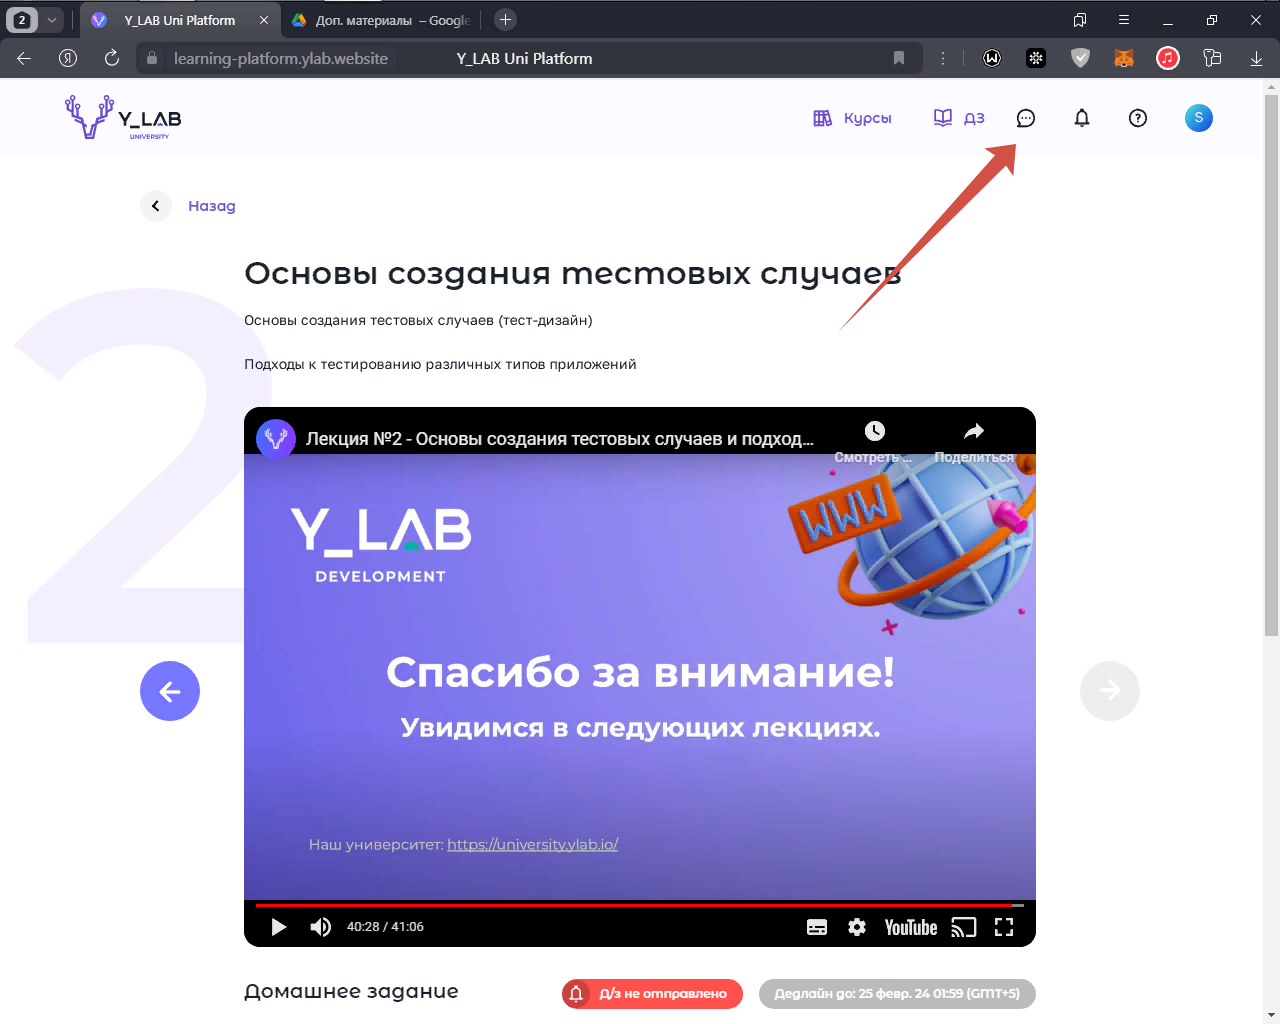 2
Y_LAB Uni Platform
Доп. материалы – Google
learning-platform.ylab.website
Y_LAB Uni Platform
Y_LAB
UNIVERSITY
Курсы
ДЗ
S
Назад
Основы создания тестовых случаев
2
Основы создания тестовых случаев (тест-дизайн)
Подходы к тестированию различных типов приложений
Лекция №2 - Основы создания тестовых случаев и подход...
Смотреть ...
Поделиться
WWW
Y_LAB
DEVELOPMENT
Спасибо за внимание!
Увидимся в следующих лекциях.
Наш университет: https://university.ylab.io/
40:28 / 41:06
YouTube
Домашнее задание
Д/з не отправлено
Дедлайн до: 25 февр. 24 01:59 (GMT+5)